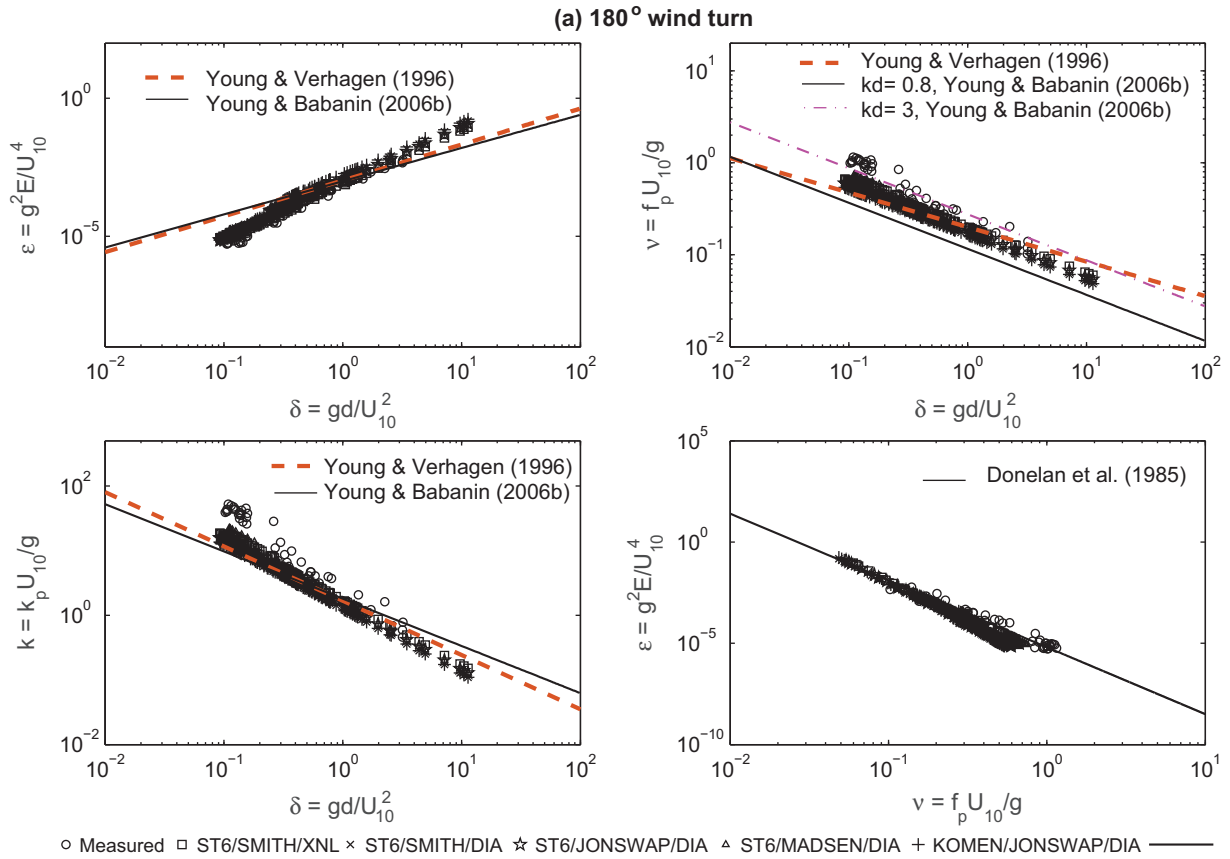 (a) 180° wind turn
Young & Verhagen (1996)
Young & Babanin (2006b)
10^0
10^-5
ε = g^2E/U_10^4
10^-2 10^-1 10^0 10^1 10^2
δ = gd/U_10^2
Young & Verhagen (1996)
kd= 0.8, Young & Babanin (2006b)
kd= 3, Young & Babanin (2006b)
10^1
10^0
10^-1
10^-2
ν = f_p U_10/g
10^-2 10^-1 10^0 10^1 10^2
δ = gd/U_10^2
Young & Verhagen (1996)
Young & Babanin (2006b)
10^2
10^0
10^-2
k = k_p U_10/g
10^-2 10^-1 10^0 10^1 10^2
δ = gd/U_10^2
Donelan et al. (1985)
10^5
10^0
10^-5
10^-10
ε = g^2E/U_10^4
10^-2 10^-1 10^0 10^1
ν = f_p U_10/g
Measured ST6/SMITH/XNL ST6/SMITH/DIA ST6/JONSWAP/DIA ST6/MADSEN/DIA KOMEN/JONSWAP/DIA